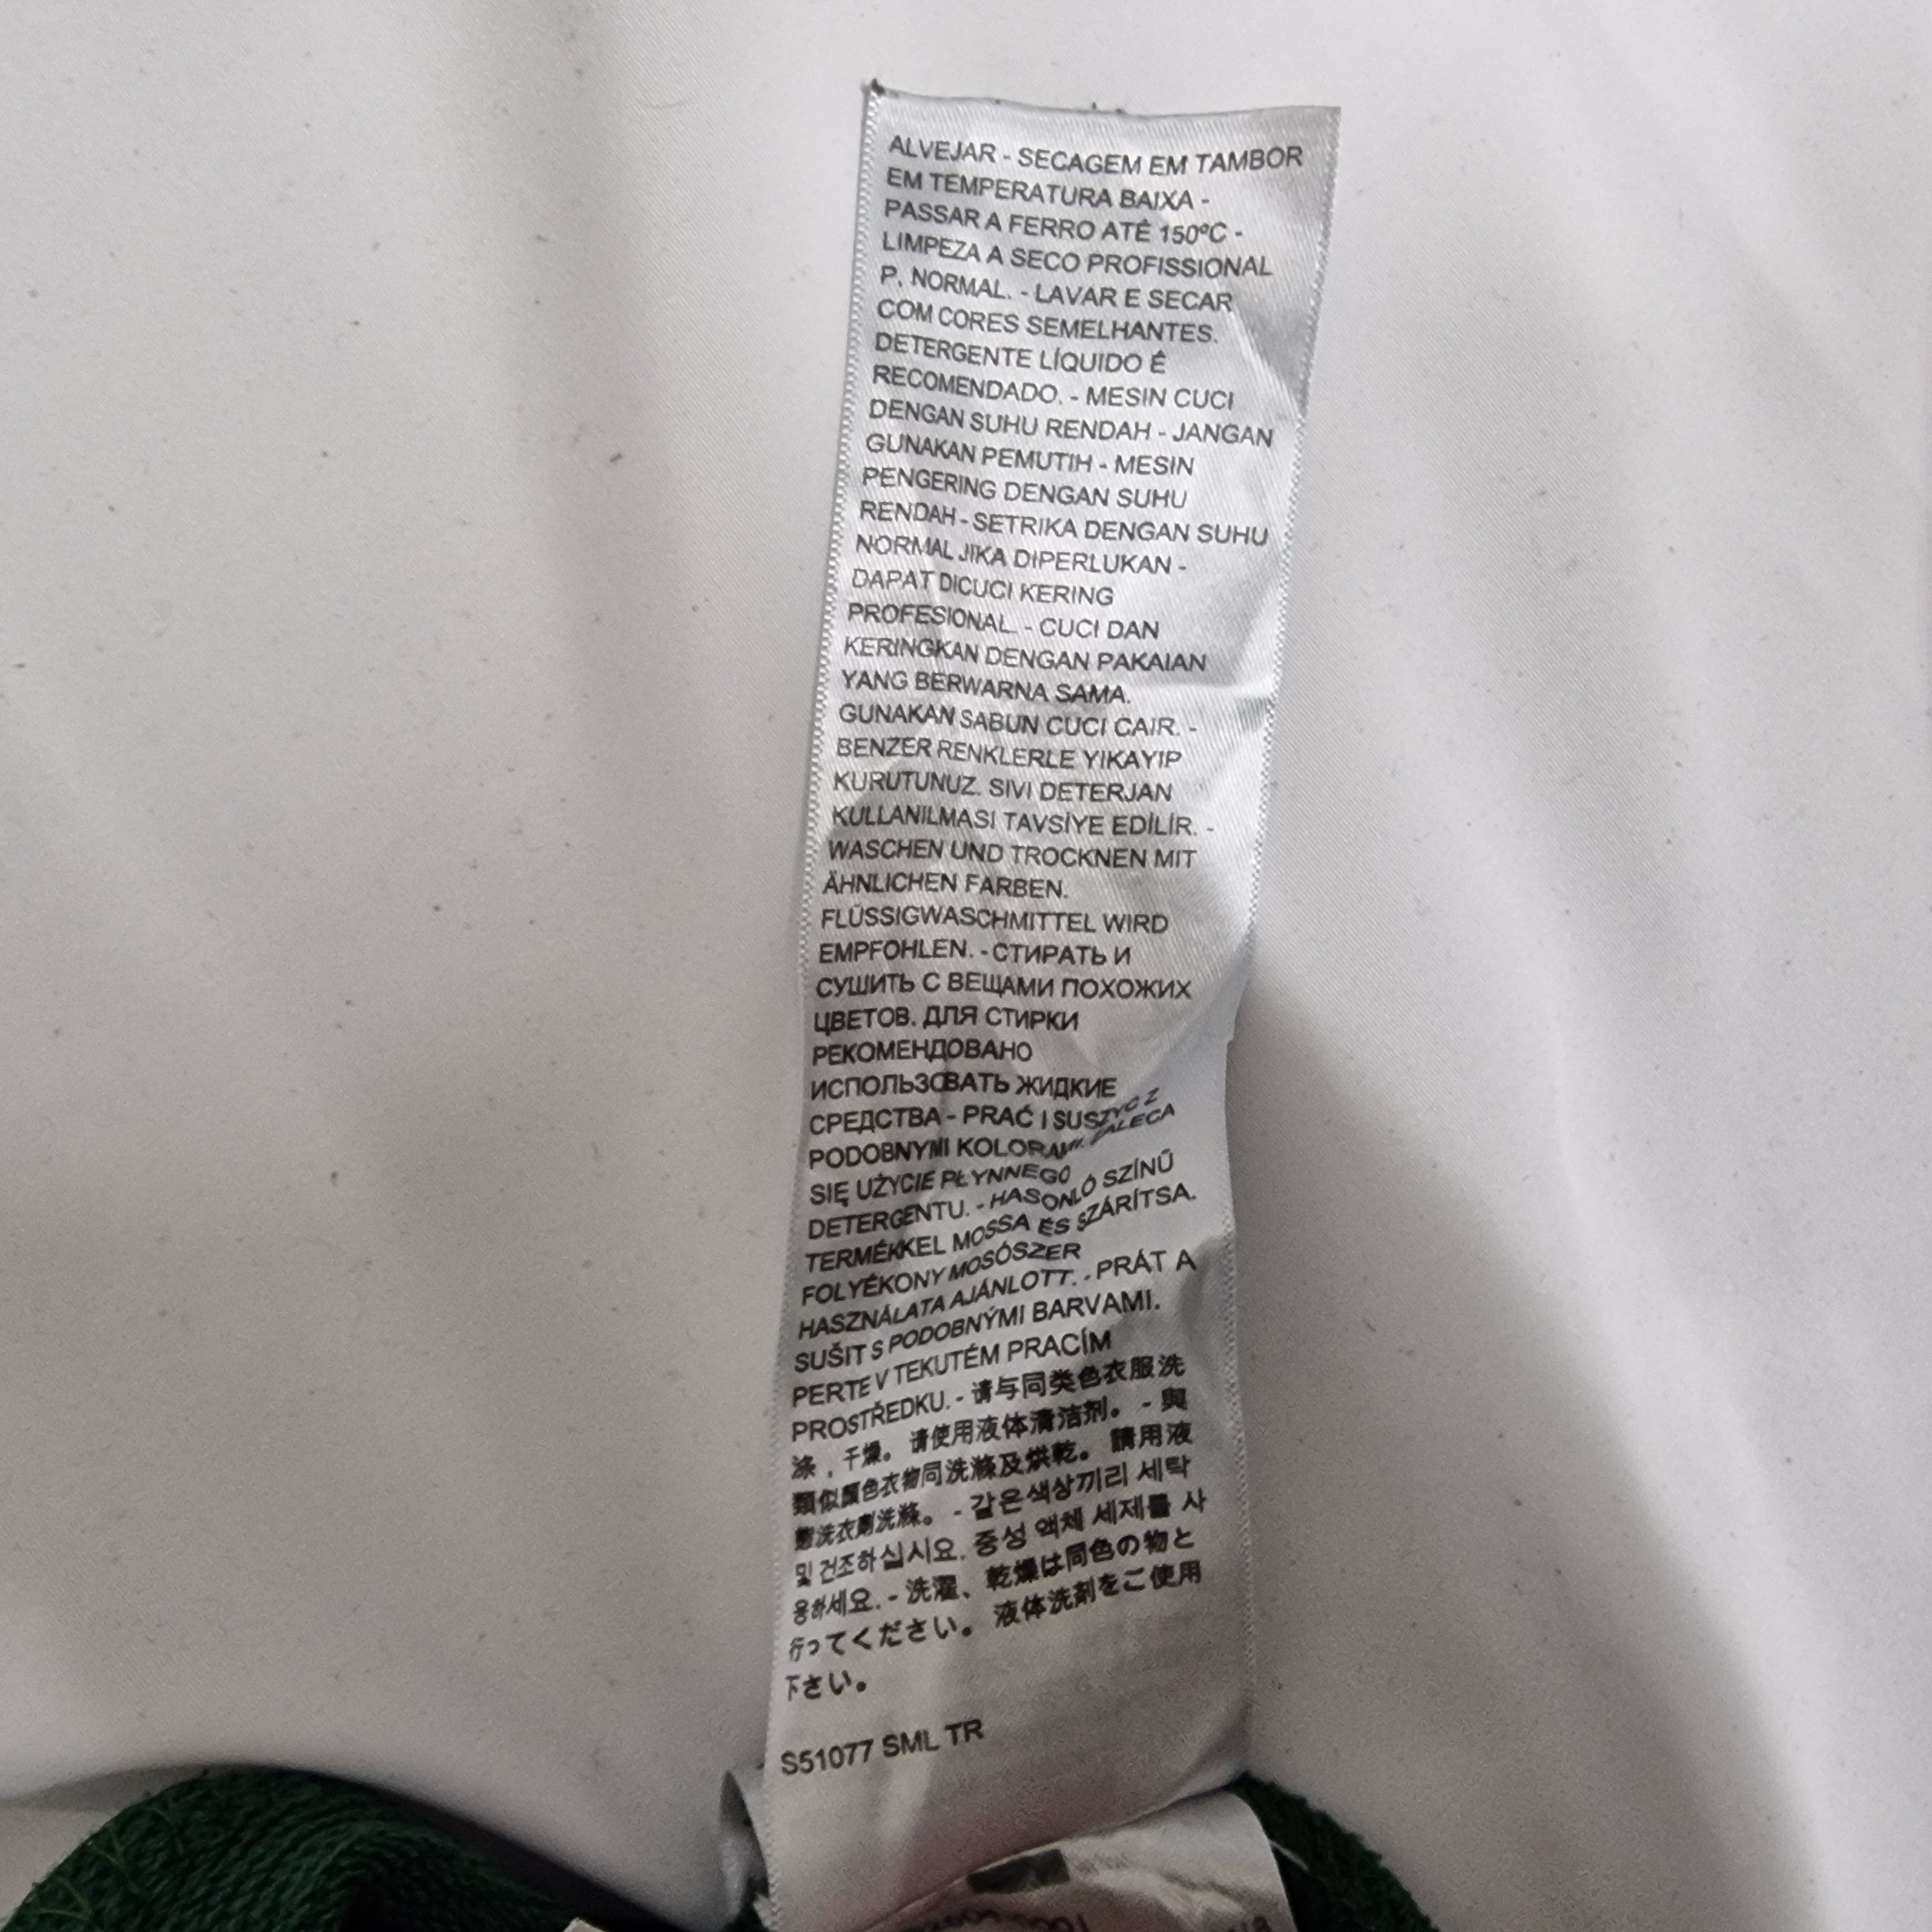 ALVEJAR - SECAGEM EM TAMBOR
EM TEMPERATURA BAIXA -
PASSAR A FERRO ATÉ 150ºC -
LIMPEZA A SECO PROFISSIONAL
P. NORMAL. - LAVAR E SECAR
COM CORES SEMELHANTES.
DETERGENTE LÍQUIDO É
RECOMENDADO. - MESIN CUCI
DENGAN SUHU RENDAH - JANGAN
GUNAKAN PEMUTIH - MESIN
PENGERING DENGAN SUHU
RENDAH - SETRIKA DENGAN SUHU
NORMAL JIKA DIPERLUKAN -
DAPAT DICUCI KERING
PROFESIONAL. - CUCI DAN
KERINGKAN DENGAN PAKAIAN
YANG BERWARNA SAMA.
GUNAKAN SABUN CUCI CAIR. -
BENZER RENKLERLE YIKAYIP
KURUTUNUZ. SIVI DETERJAN
KULLANILMASI TAVSİYE EDİLİR. -
WASCHEN UND TROCKNEN MIT
ÄHNLICHEN FARBEN.
FLÜSSIGWASCHMITTEL WIRD
EMPFOHLEN. - СТИРАТЬ И
СУШИТЬ С ВЕЩАМИ ПОХОЖИХ
ЦВЕТОВ. ДЛЯ СТИРКИ
РЕКОМЕНДОВАНО
ИСПОЛЬЗОВАТЬ ЖИДКИЕ
СРЕДСТВА - PRAĆ I SUSZYĆ Z
PODOBNYMI KOLORAMI. ZALECA
SIĘ UŻYCIE PŁYNNEGO
DETERGENTU. - HASONLÓ SZÍNŰ
TERMÉKKEL MOSSA ÉS SZÁRÍTSA.
FOLYÉKONY MOSÓSZER
HASZNÁLATA AJÁNLOTT. - PRÁT A
SUŠIT S PODOBNÝMI BARVAMI.
PERTE V TEKUTÉM PRACÍM
PROSTŘEDKU. - 请与同类色衣服洗
涤，干燥。 请使用液体清洁剂。 - 與
類似顏色衣物同洗滌及烘乾。 請用液
態洗衣劑洗滌。 - 같은색상끼리 세탁
및 건조하십시요. 중성 액체 세제를 사
용하세요. - 洗濯、乾燥は同色の物と
行ってください。 液体洗剤をご使用
下さい。
S51077 SML TR